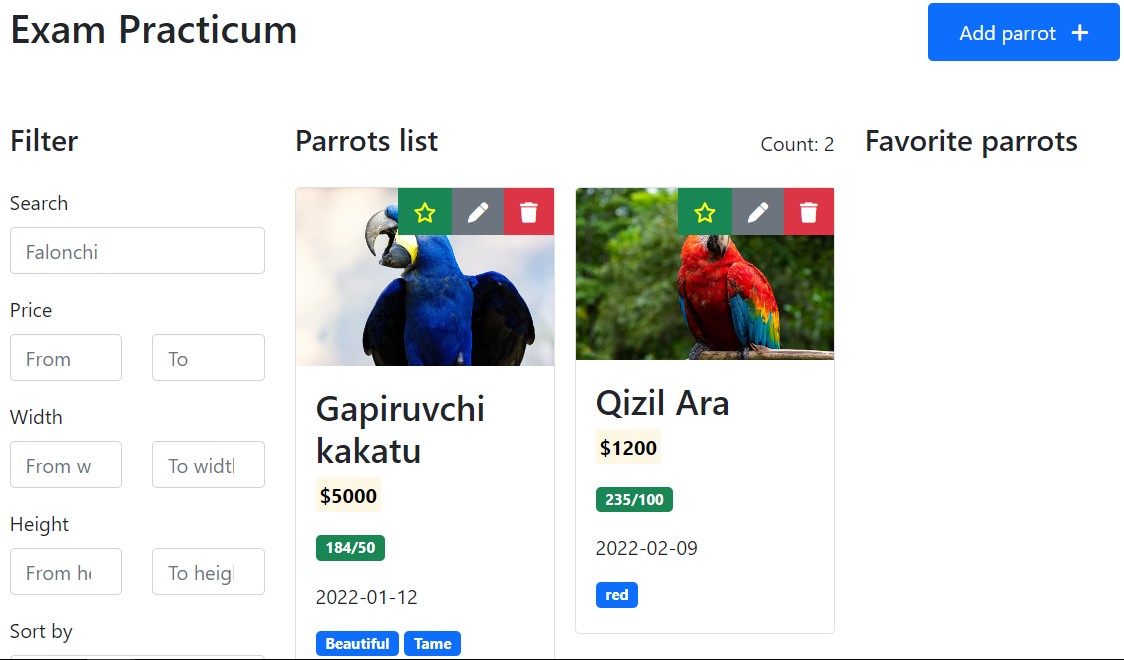 Exam Practicum
Add parrot
Filter
Search
Falonchi
Price
From
To
Width
From w
To widt
Height
From he
To heig
Sort by
Parrots list
Count: 2
Gapiruvchi
kakatu
$5000
184/50
2022-01-12
Beautiful
Tame
Qizil Ara
$1200
235/100
2022-02-09
red
Favorite parrots